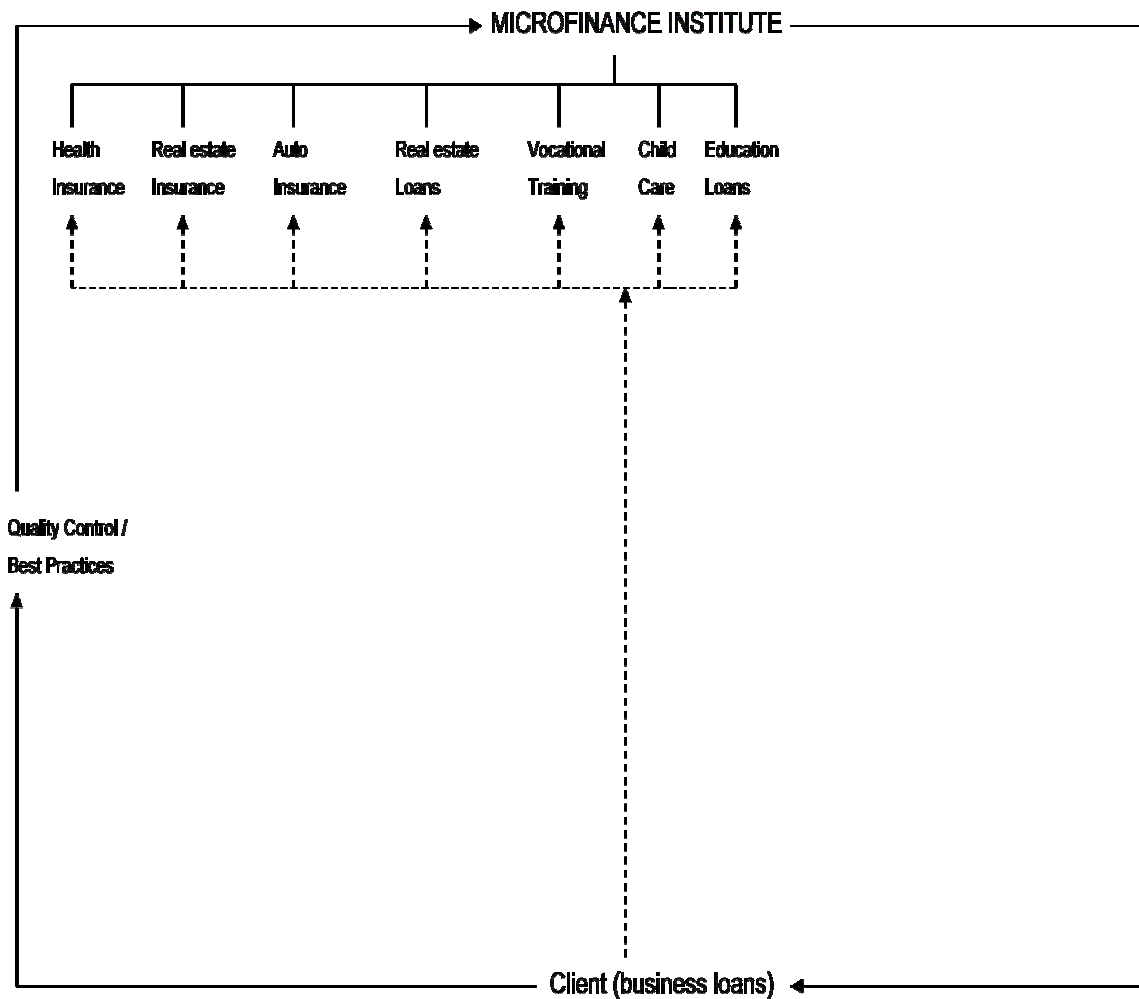 MICROFINANCE INSTITUTE
Health Insurance
Real estate Insurance
Auto Insurance
Real estate Loans
Vocational Training
Child Care
Education Loans
Quality Control /
Best Practices
Client (business loans)